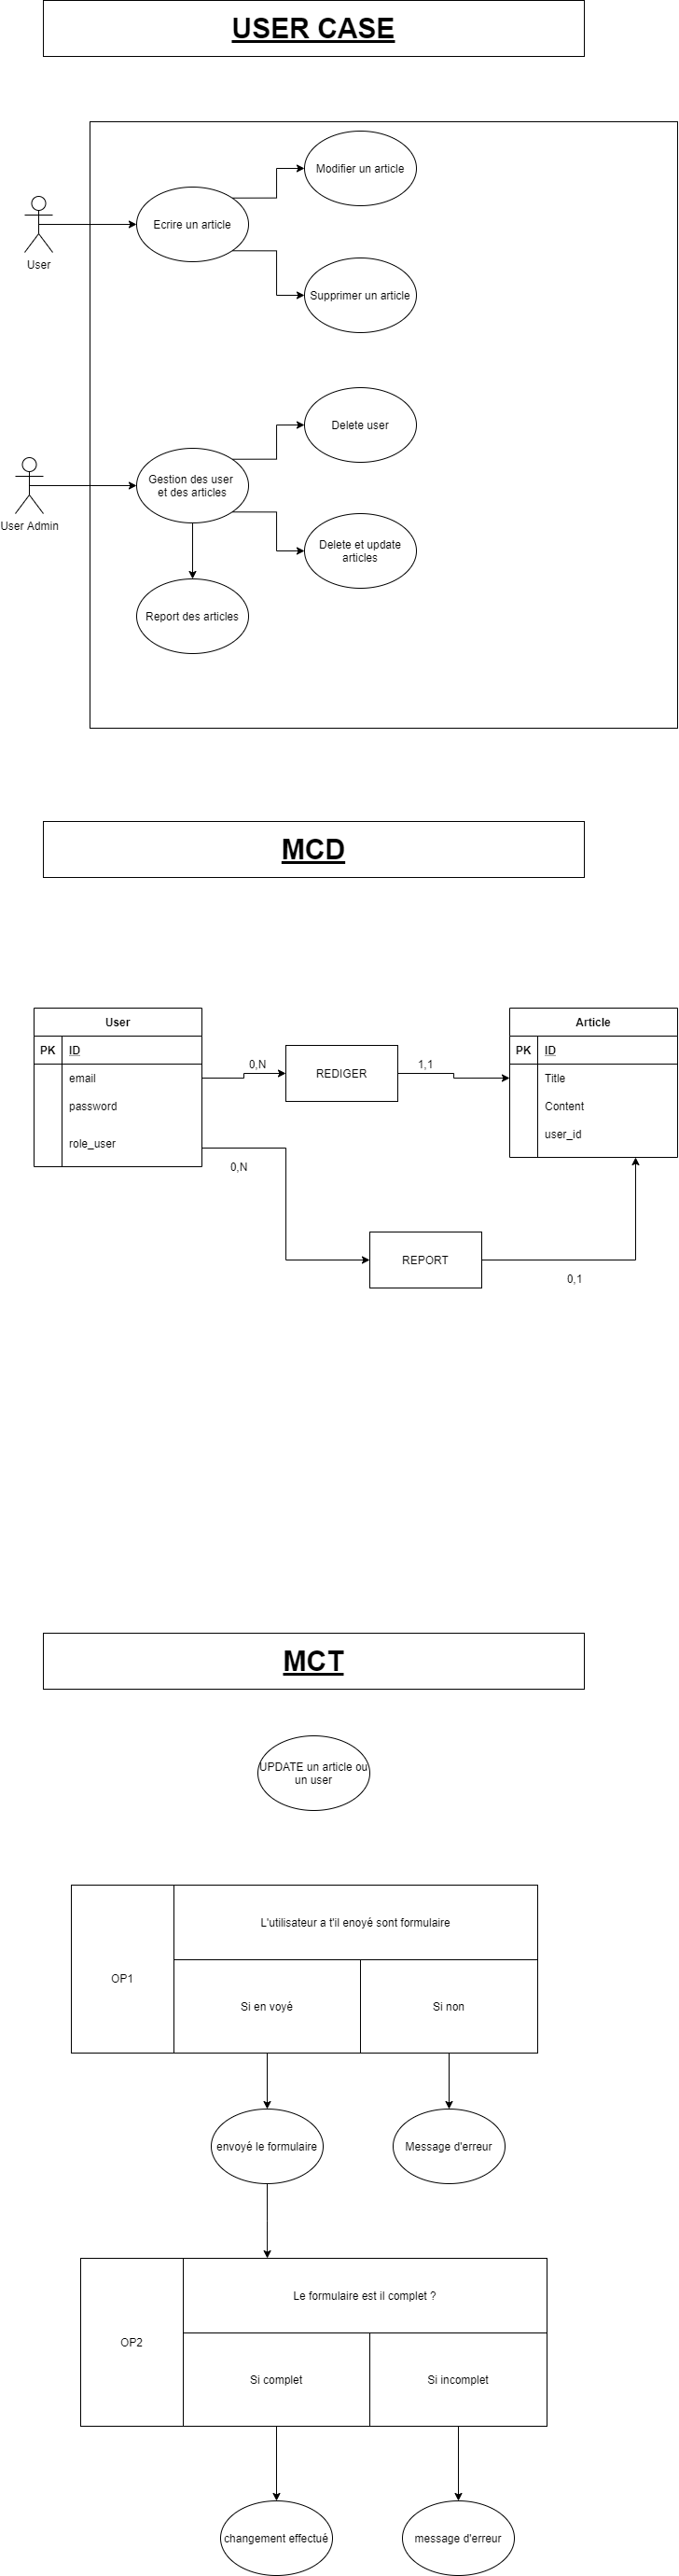 USER CASE
Modifier un article
Ecrire un article
User
Supprimer un article
Delete user
Gestion des user
et des articles
User Admin
Delete et update
articles
Report des articles
MCD
User
PK ID
email
password
role_user
0,N
REDIGER
1,1
Article
PK ID
Title
Content
user_id
0,N
REPORT
0,1
MCT
UPDATE un article ou
un user
L'utilisateur a t'il enoyé sont formulaire
OP1
Si en voyé
Si non
envoyé le formulaire
Message d'erreur
Le formulaire est il complet ?
OP2
Si complet
Si incomplet
changement effectué
message d'erreur